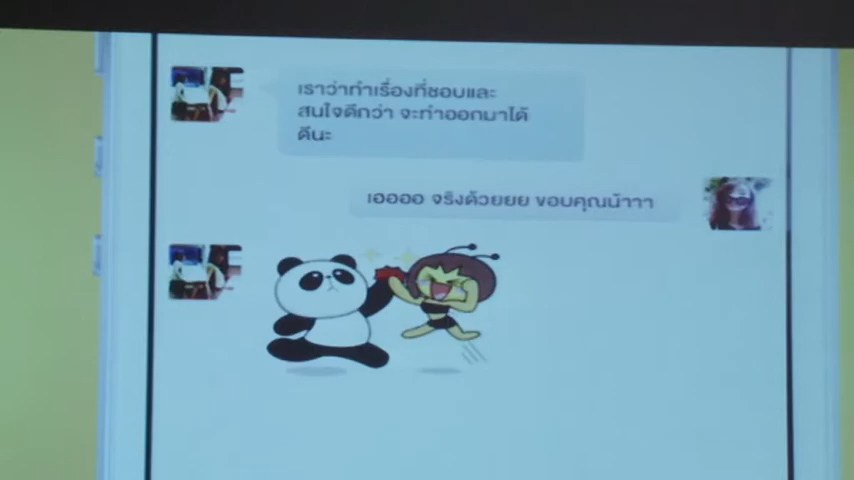 เราว่าทำเรื่องที่ชอบและ
สนใจดีกว่า จะทำออกมาได้
ดีนะ
เออออ จริงด้วยยย ขอบคุณน้าาา